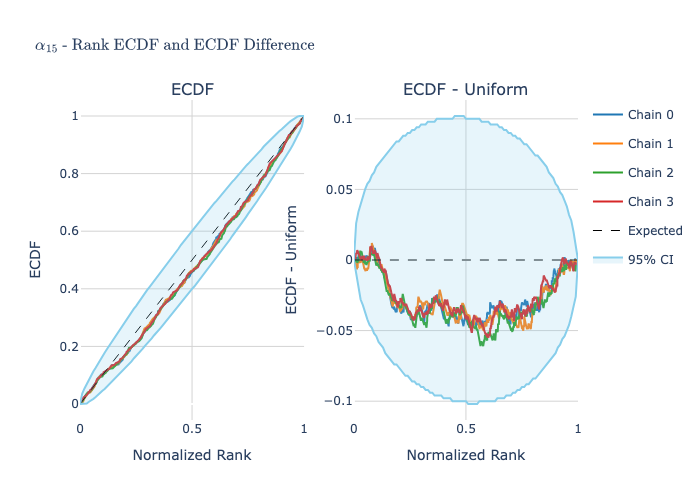 α₁₅ - Rank ECDF and ECDF Difference
ECDF
ECDF - Uniform
1
0.8
0.6
0.4
0.2
0
0
0.5
1
Normalized Rank
ECDF
0.1
0.05
0
−0.05
−0.1
0
0.5
1
Normalized Rank
ECDF - Uniform
Chain 0
Chain 1
Chain 2
Chain 3
Expected
95% CI